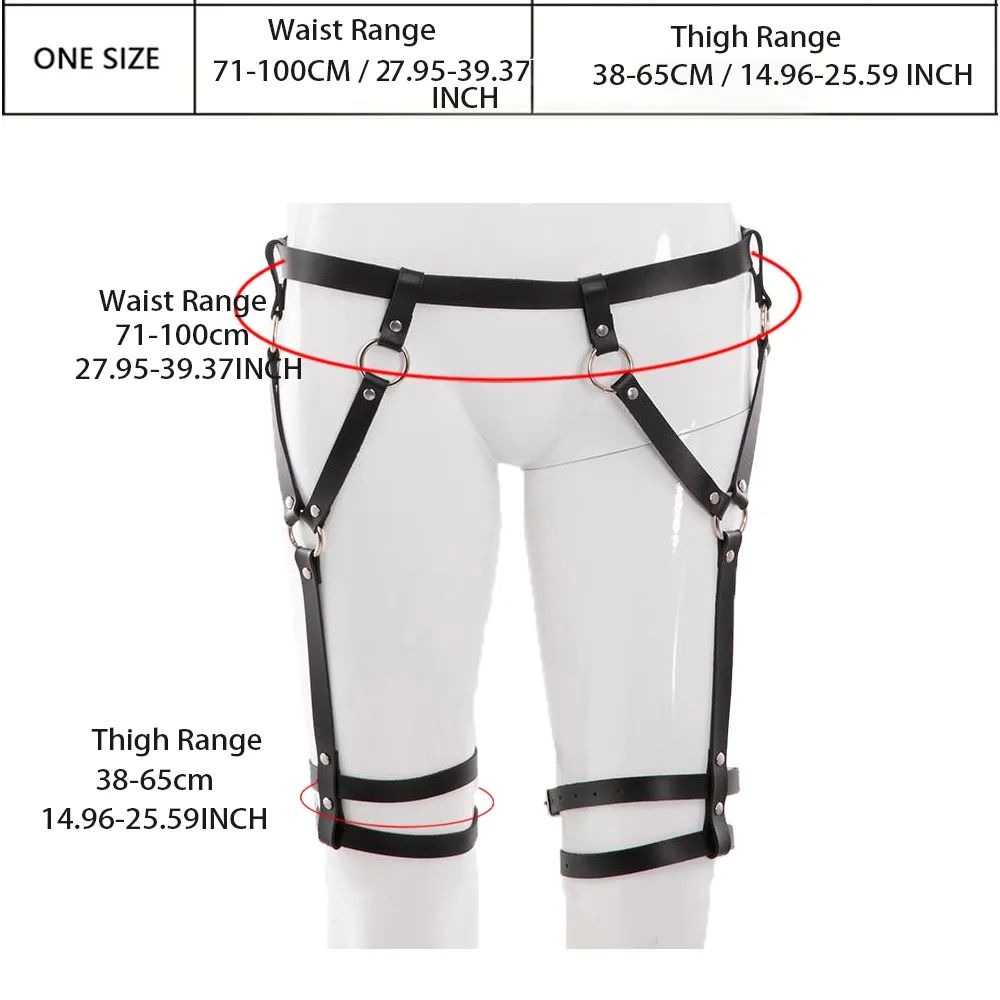 Waist Range
Thigh Range
ONE SIZE
71-100CM / 27.95-39.37
INCH
38-65CM / 14.96-25.59 INCH
Waist Range
71-100cm
27.95-39.37INCH
Thigh Range
38-65cm
14.96-25.59INCH